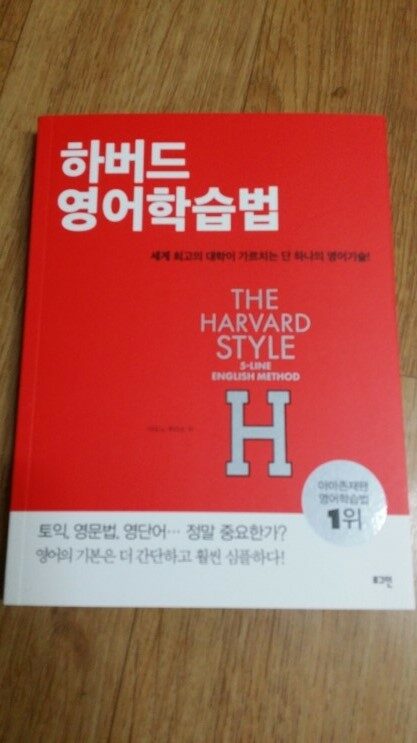 하버드
영어학습법
세계 최고의 대학이 가르치는 단 하나의 영어기술!
THE
HARVARD
STYLE
5-LINE
ENGLISH METHOD
H
아마존재팬
영어학습법
1위
토익, 영문법, 영단어… 정말 중요한가?
영어의 기본은 더 간단하고 훨씬 심플하다!
로그인